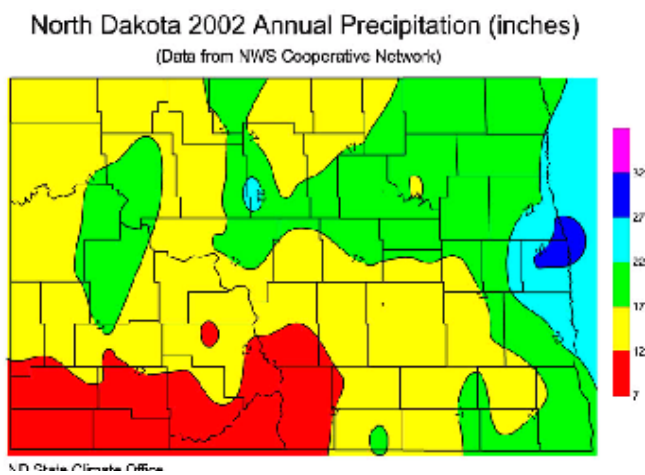 North Dakota 2002 Annual Precipitation (inches)
(Data from NWS Cooperative Network)
32
27
22
17
12
7
ND State Climate Office